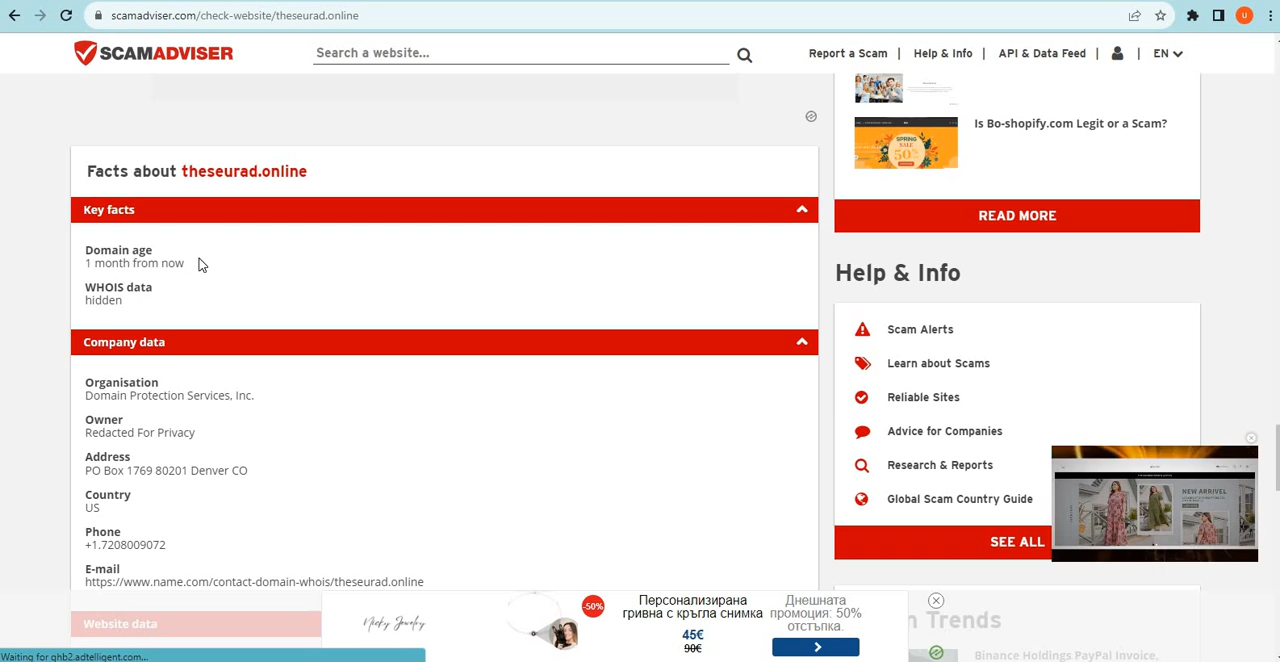 scamadviser.com/check-website/theseurad.online
u
SCAMADVISER
Search a website...
Report a Scam | Help & Info | API & Data Feed | | EN
Is Bo-shopify.com Legit or a Scam?
SPRING
SALE
50%
READ MORE
Facts about theseurad.online
Key facts
Domain age
1 month from now
WHOIS data
hidden
Company data
Organisation
Domain Protection Services, Inc.
Owner
Redacted For Privacy
Address
PO Box 1769 80201 Denver CO
Country
US
Phone
+1.7208009072
E-mail
https://www.name.com/contact-domain-whois/theseurad.online
Website data
Help & Info
Scam Alerts
Learn about Scams
Reliable Sites
Advice for Companies
Research & Reports
Global Scam Country Guide
SEE ALL
NEW ARRIVAL
n Trends
Binance Holdings PayPal Invoice,
Nicky Jewelry
-50%
Персонализирана
гривна с кръгла снимка
45€
90€
Днешната
промоция: 50%
отстъпка.
Waiting for ghb2.adtelligent.com...